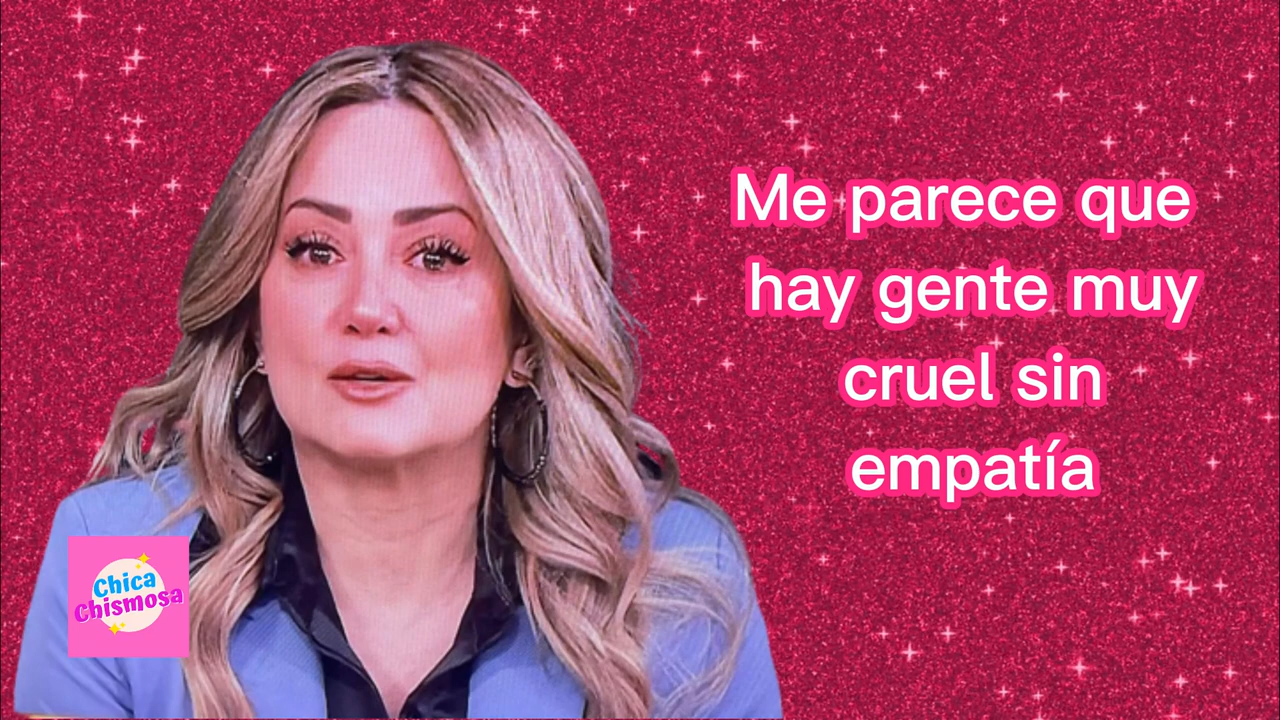 Me parece que
hay gente muy
cruel sin
empatía
Chica
Chismosa